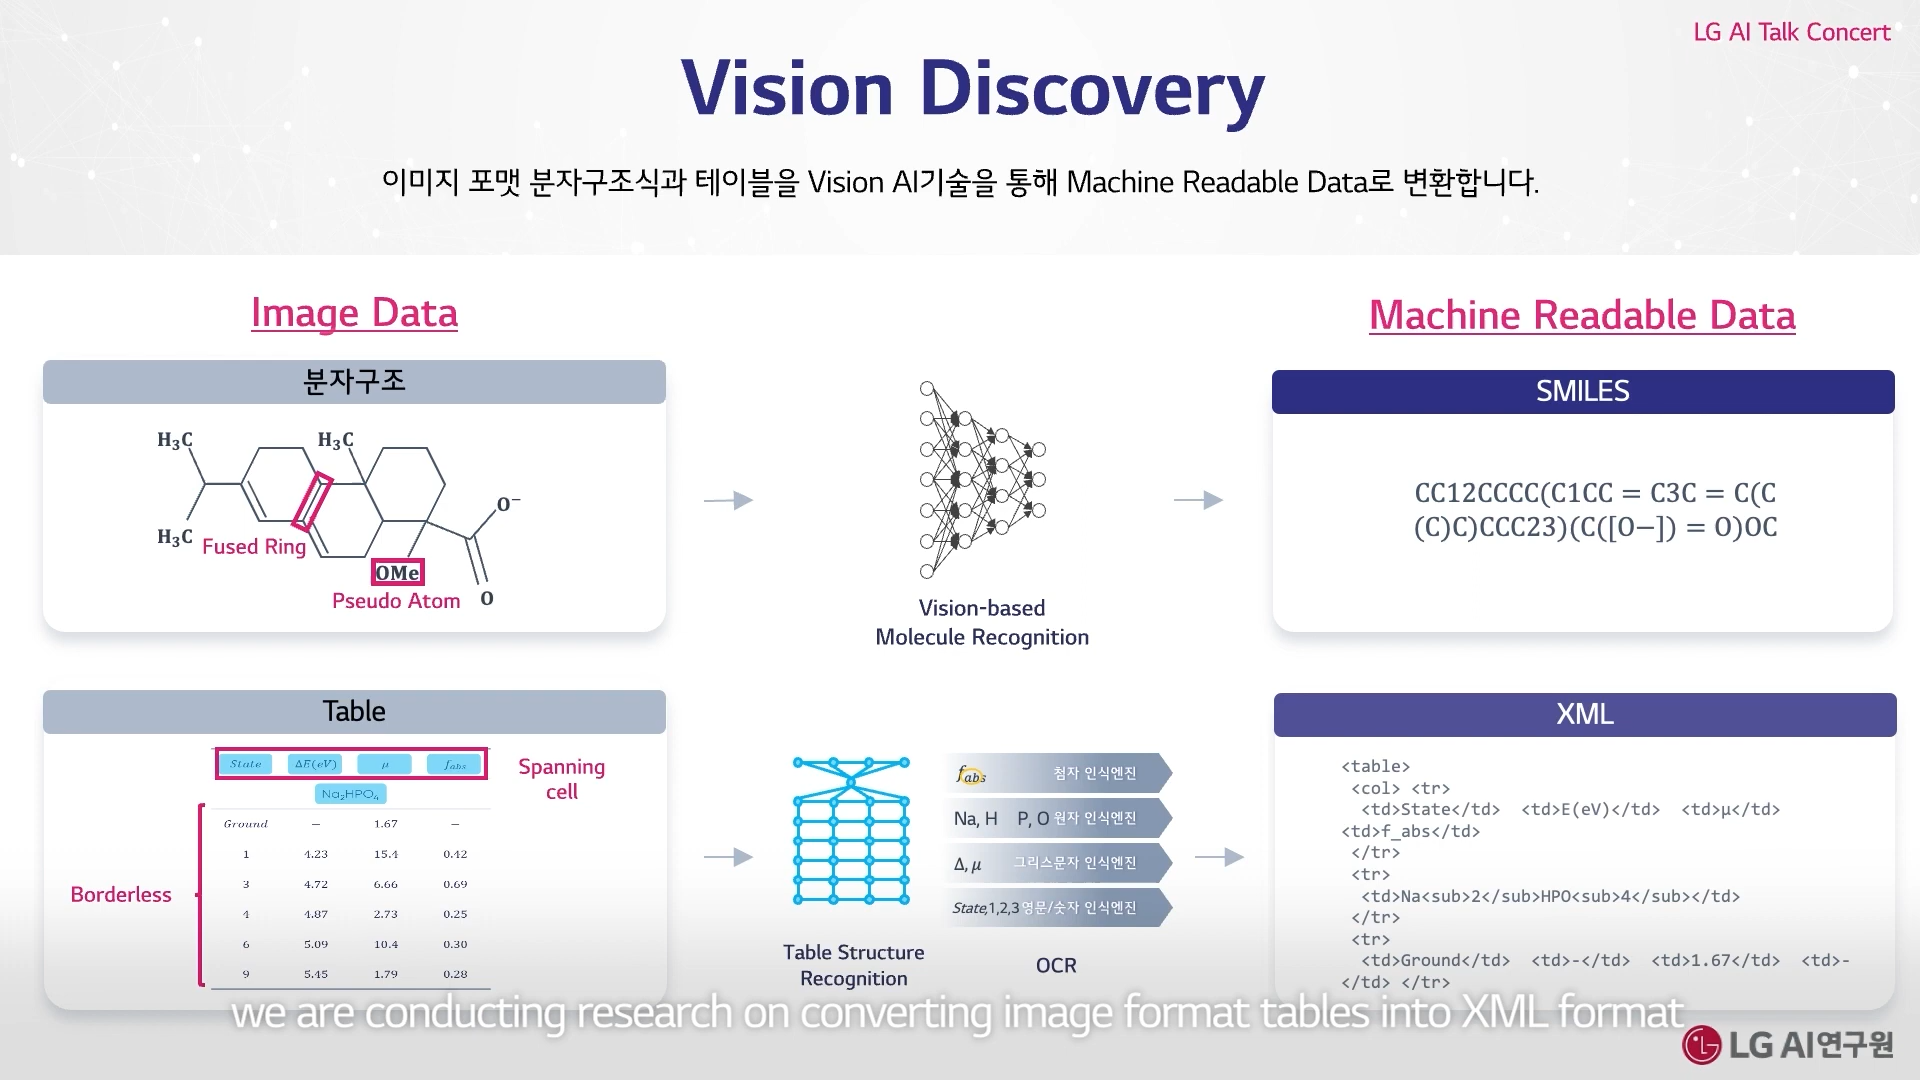 LG AI Talk Concert
Vision Discovery
이미지 포맷 분자구조식과 테이블을 Vision AI기술을 통해 Machine Readable Data로 변환합니다.
Image Data
Machine Readable Data
분자구조
H₃C
H₃C
O⁻
H₃C
Fused Ring
OMe
Pseudo Atom
O
Vision-based
Molecule Recognition
SMILES
CC12CCCC(C1CC = C3C = C(C
(C)C)CCC23)(C([O−]) = O)OC
Table
State ΔE(eV) μ f_abs
Na₂HPO₄
Ground — 1.67 —
1 4.23 15.4 0.42
3 4.72 6.66 0.69
4 4.87 2.73 0.25
6 5.09 10.4 0.30
9 5.45 1.79 0.28
Spanning
cell
Borderless
Table Structure
Recognition
f_abs 첨자 인식엔진
Na, H P, O 원자 인식엔진
Δ, μ 그리스문자 인식엔진
State,1,2,3 영문/숫자 인식엔진
OCR
XML
<table>
<col> <tr>
<td>State</td> <td>E(eV)</td> <td>μ</td>
<td>f_abs</td>
</tr>
<tr>
<td>Na<sub>2</sub>HPO<sub>4</sub></td>
</tr>
<tr>
<td>Ground</td> <td>-</td> <td>1.67</td> <td>-
</td> </tr>
we are conducting research on converting image format tables into XML format
LG AI연구원